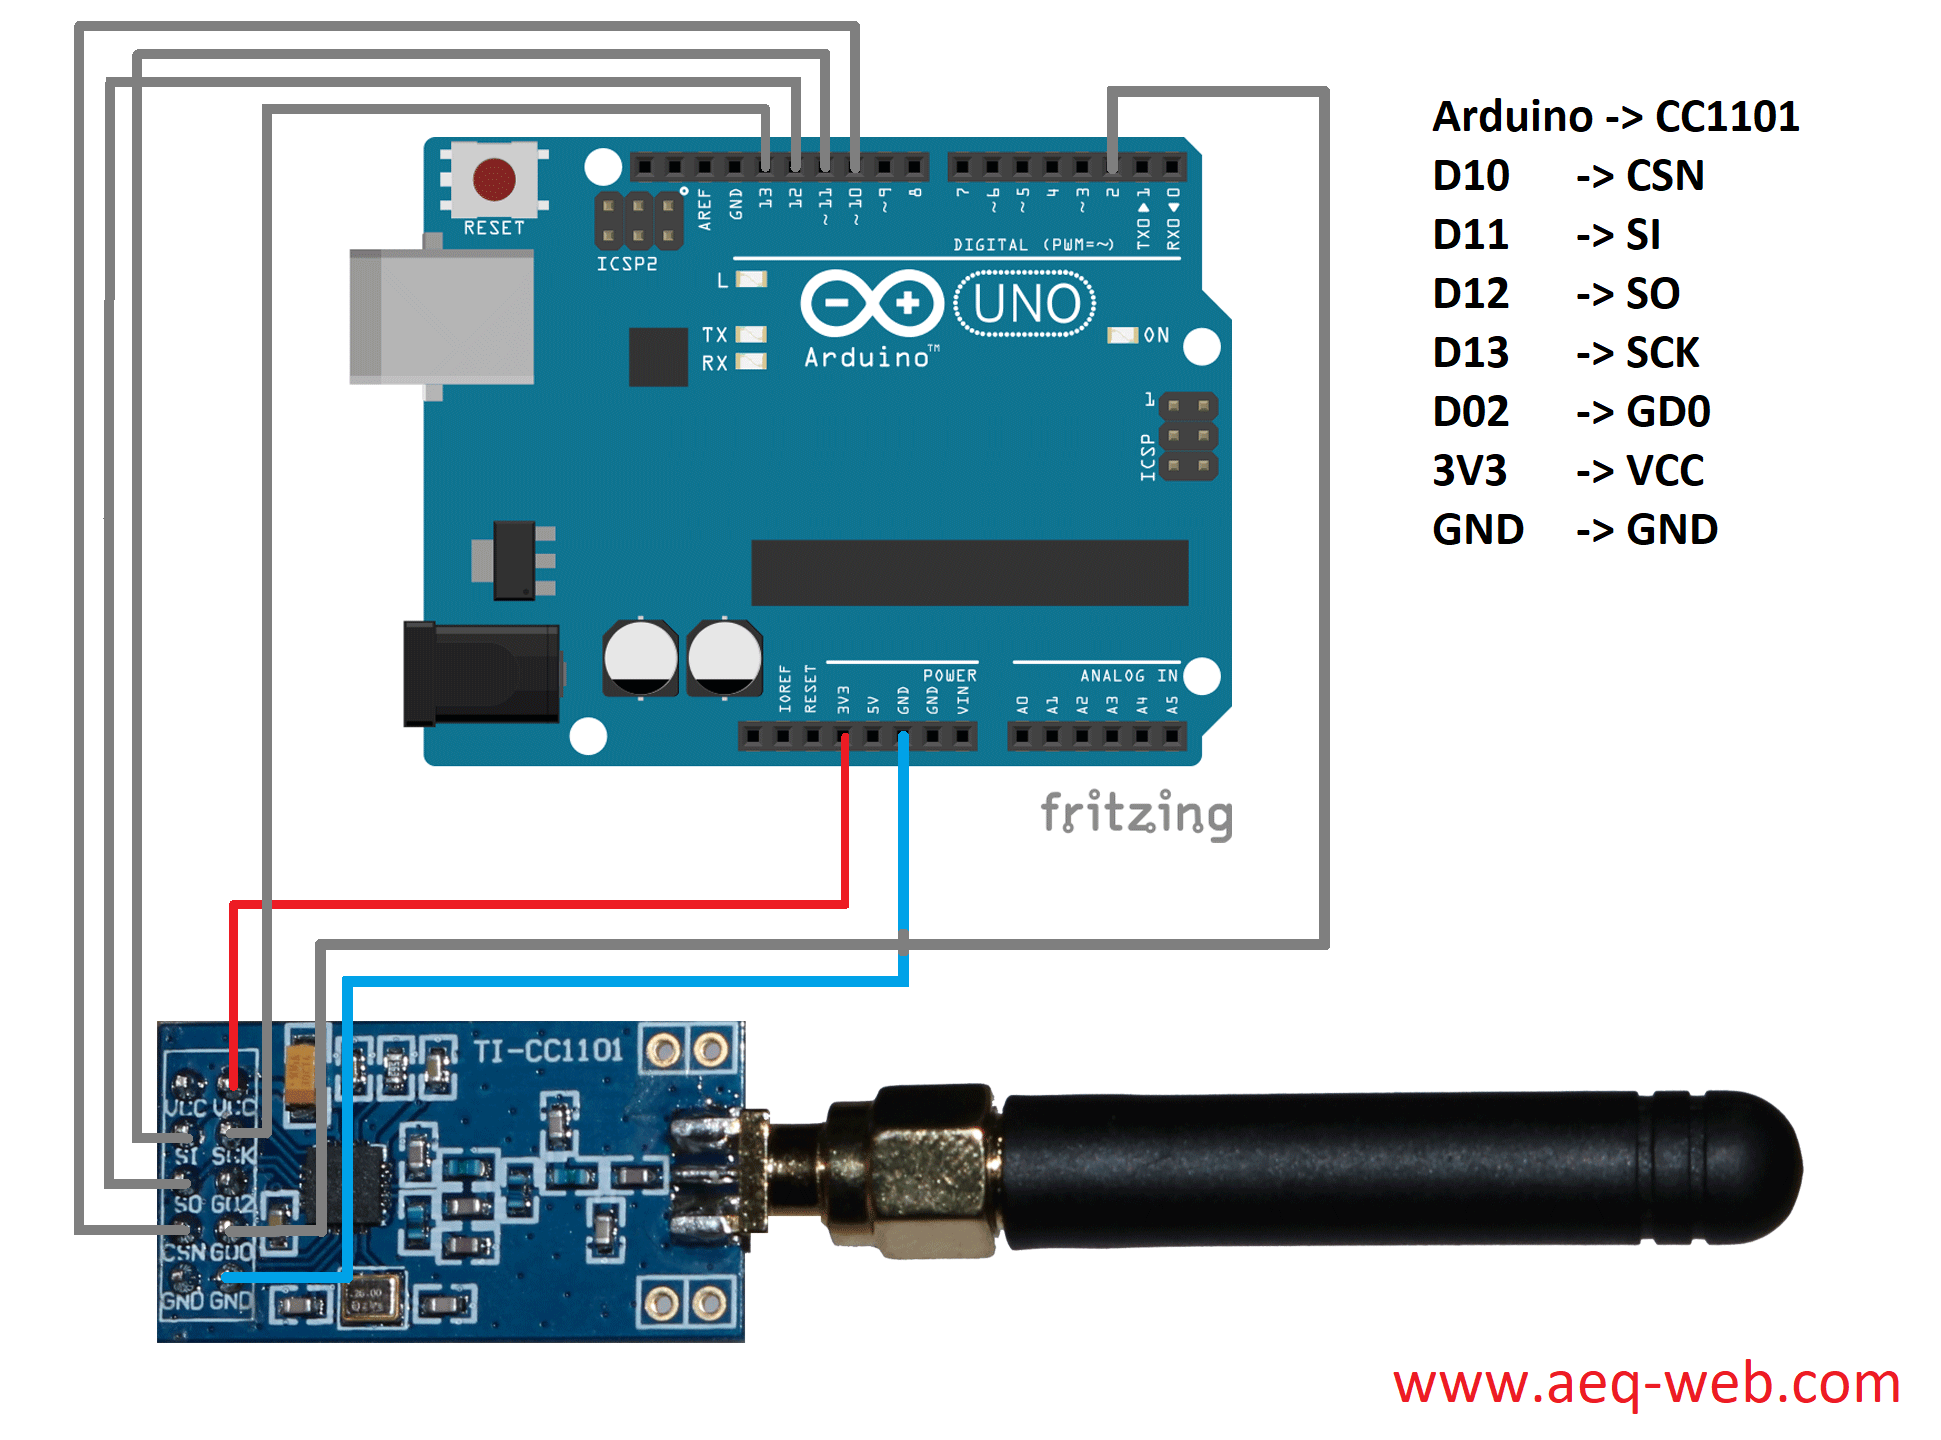 Arduino -> CC1101
D10 -> CSN
D11 -> SI
D12 -> SO
D13 -> SCK
D02 -> GD0
3V3 -> VCC
GND -> GND
RESET
ICSP2
AREF
GND
13
12
~11
~10
~9
8
7
~6
~5
4
~3
2
TX0 ▶ 1
RX0 ◀ 0
DIGITAL (PWM=~)
L
TX
RX
Arduino™
UNO
ON
1
ICSP
IOREF
RESET
3V3
5V
GND
GND
VIN
POWER
ANALOG IN
A0
A1
A2
A3
A4
A5
fritzing
TI-CC1101
VCC VCC
SI SCK
SO GD2
CSN GD0
GND GND
www.aeq-web.com